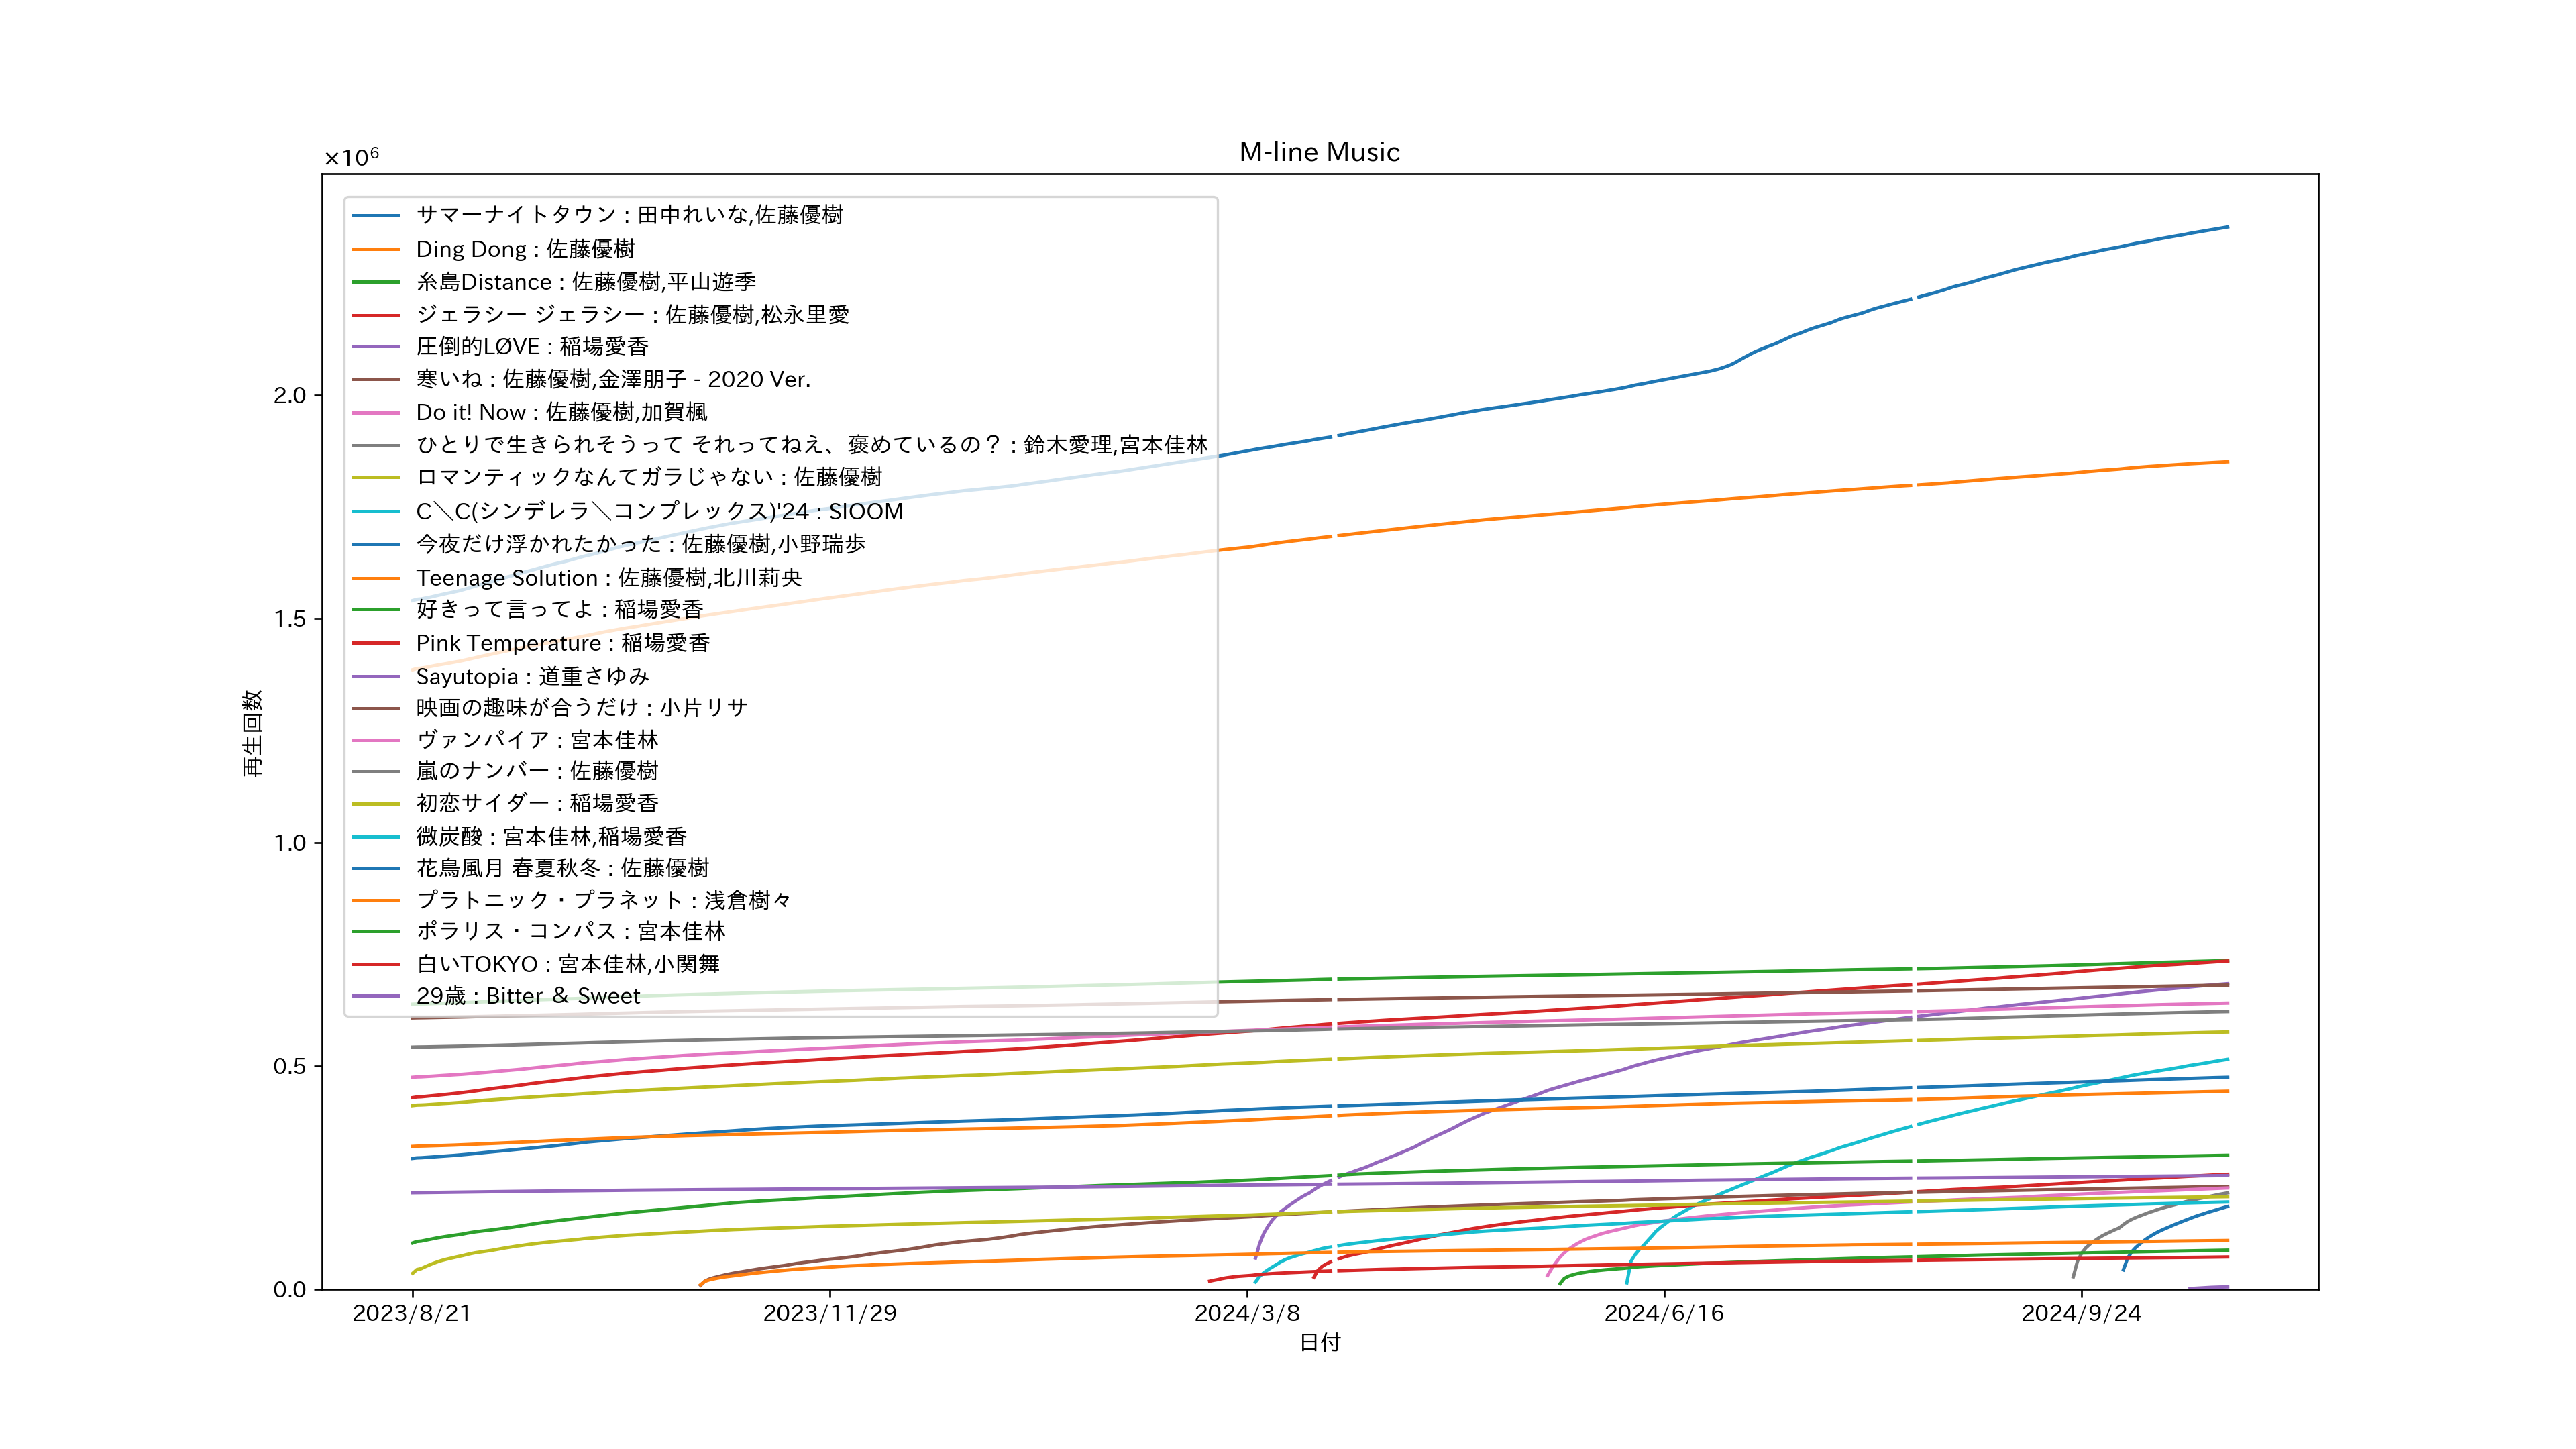 M-line Music
×10⁶
サマーナイトタウン : 田中れいな,佐藤優樹
Ding Dong : 佐藤優樹
糸島Distance : 佐藤優樹,平山遊季
ジェラシー ジェラシー : 佐藤優樹,松永里愛
圧倒的LØVE : 稲場愛香
寒いね : 佐藤優樹,金澤朋子 - 2020 Ver.
Do it! Now : 佐藤優樹,加賀楓
ひとりで生きられそうって それってねえ、褒めているの？ : 鈴木愛理,宮本佳林
ロマンティックなんてガラじゃない : 佐藤優樹
C＼C(シンデレラ＼コンプレックス)'24 : SIOOM
今夜だけ浮かれたかった : 佐藤優樹,小野瑞歩
Teenage Solution : 佐藤優樹,北川莉央
好きって言ってよ : 稲場愛香
Pink Temperature : 稲場愛香
Sayutopia : 道重さゆみ
映画の趣味が合うだけ : 小片リサ
ヴァンパイア : 宮本佳林
嵐のナンバー : 佐藤優樹
初恋サイダー : 稲場愛香
微炭酸 : 宮本佳林,稲場愛香
花鳥風月 春夏秋冬 : 佐藤優樹
プラトニック・プラネット : 浅倉樹々
ポラリス・コンパス : 宮本佳林
白いTOKYO : 宮本佳林,小関舞
29歳 : Bitter ＆ Sweet
2.0
1.5
1.0
0.5
0.0
再生回数
2023/8/21
2023/11/29
2024/3/8
2024/6/16
2024/9/24
日付